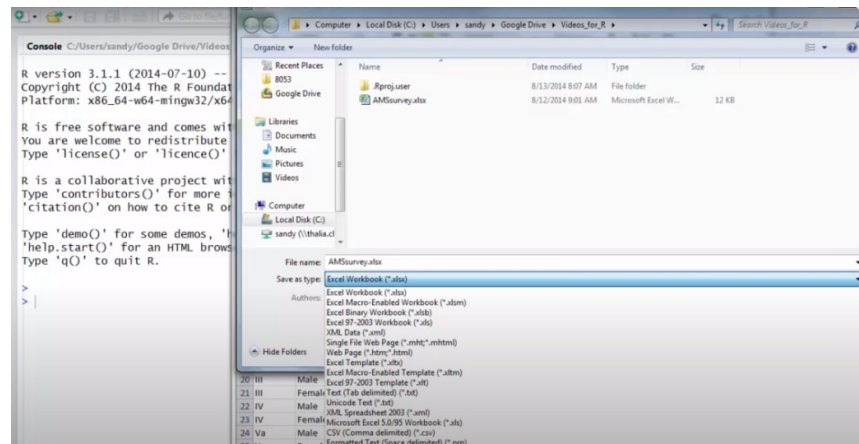 Go to file/f
Computer ▸ Local Disk (C:) ▸ Users ▸ sandy ▸ Google Drive ▸ Videos_for_R ▸
Search Videos_for_R
Console C:/Users/sandy/Google Drive/Videos
Organize New folder
R version 3.1.1 (2014-07-10) --
Copyright (C) 2014 The R Foundat
Platform: x86_64-w64-mingw32/x64
R is free software and comes wit
You are welcome to redistribute
Type 'license()' or 'licence()'
R is a collaborative project wit
Type 'contributors()' for more i
'citation()' on how to cite R or
Type 'demo()' for some demos, 'h
'help.start()' for an HTML brows
Type 'q()' to quit R.
>
>
Recent Places
8053
Google Drive
Libraries
Documents
Music
Pictures
Videos
Computer
Local Disk (C:)
sandy (\\thalia.cl
Name Date modified Type Size
.Rproj.user 8/13/2014 8:07 AM File folder
AMSsurvey.xlsx 8/12/2014 9:01 AM Microsoft Excel W... 12 KB
File name: AMSsurvey.xlsx
Save as type: Excel Workbook (*.xlsx)
Authors:
Excel Workbook (*.xlsx)
Excel Macro-Enabled Workbook (*.xlsm)
Excel Binary Workbook (*.xlsb)
Excel 97-2003 Workbook (*.xls)
XML Data (*.xml)
Single File Web Page (*.mht;*.mhtml)
Web Page (*.htm;*.html)
Excel Template (*.xltx)
Excel Macro-Enabled Template (*.xltm)
Excel 97-2003 Template (*.xlt)
Text (Tab delimited) (*.txt)
Unicode Text (*.txt)
XML Spreadsheet 2003 (*.xml)
Microsoft Excel 5.0/95 Workbook (*.xls)
CSV (Comma delimited) (*.csv)
Formatted Text (Space delimited) (*.prn)
Hide Folders
20 III Male
21 III Female
22 IV Male
23 IV Female
24 Va Male